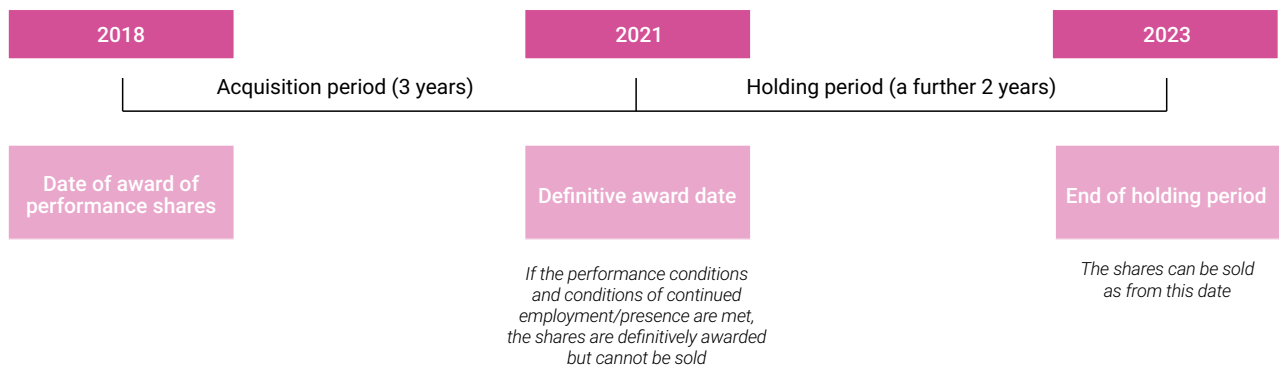 2018
2021
2023
Acquisition period (3 years)
Holding period (a further 2 years)
Date of award of
performance shares
Definitive award date
End of holding period
If the performance conditions
and conditions of continued
employment/presence are met,
the shares are definitively awarded
but cannot be sold
The shares can be sold
as from this date